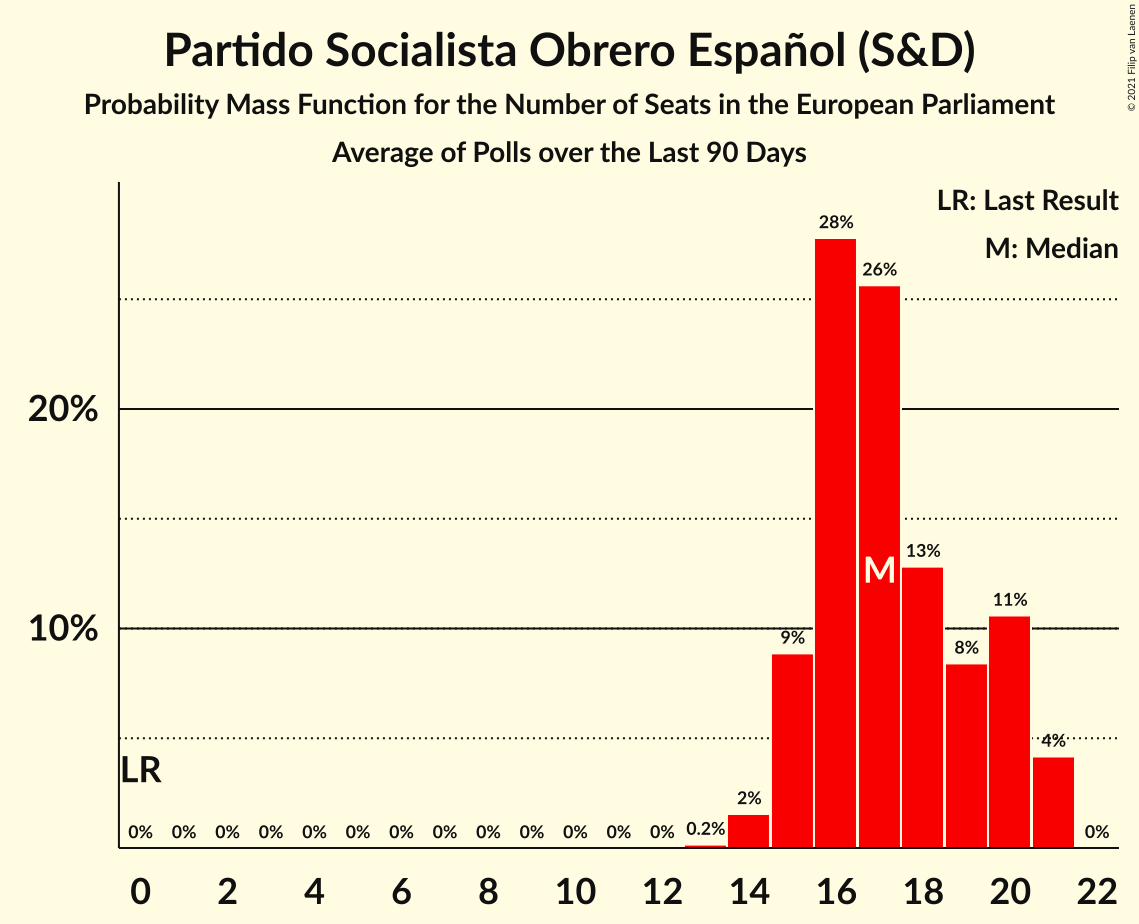 Partido Socialista Obrero Español (S&D)
Probability Mass Function for the Number of Seats in the European Parliament
Average of Polls over the Last 90 Days
© 2021 Filip van Laenen
LR: Last Result
M: Median
28%
26%
20%
13%
M
11%
10%
9%
8%
4%
LR
2%
0% 0% 0% 0% 0% 0% 0% 0% 0% 0% 0% 0% 0% 0.2% 0%
0 2 4 6 8 10 12 14 16 18 20 22